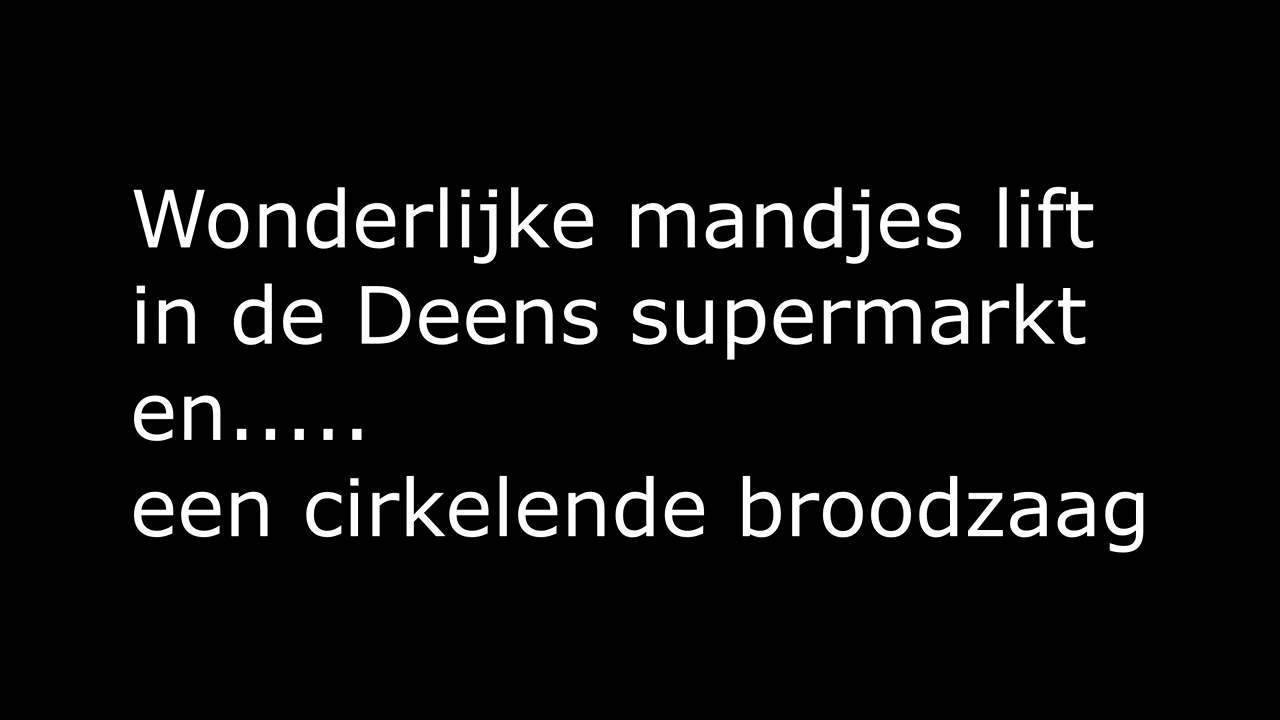 Wonderlijke mandjes lift
in de Deens supermarkt
en.....
een cirkelende broodzaag